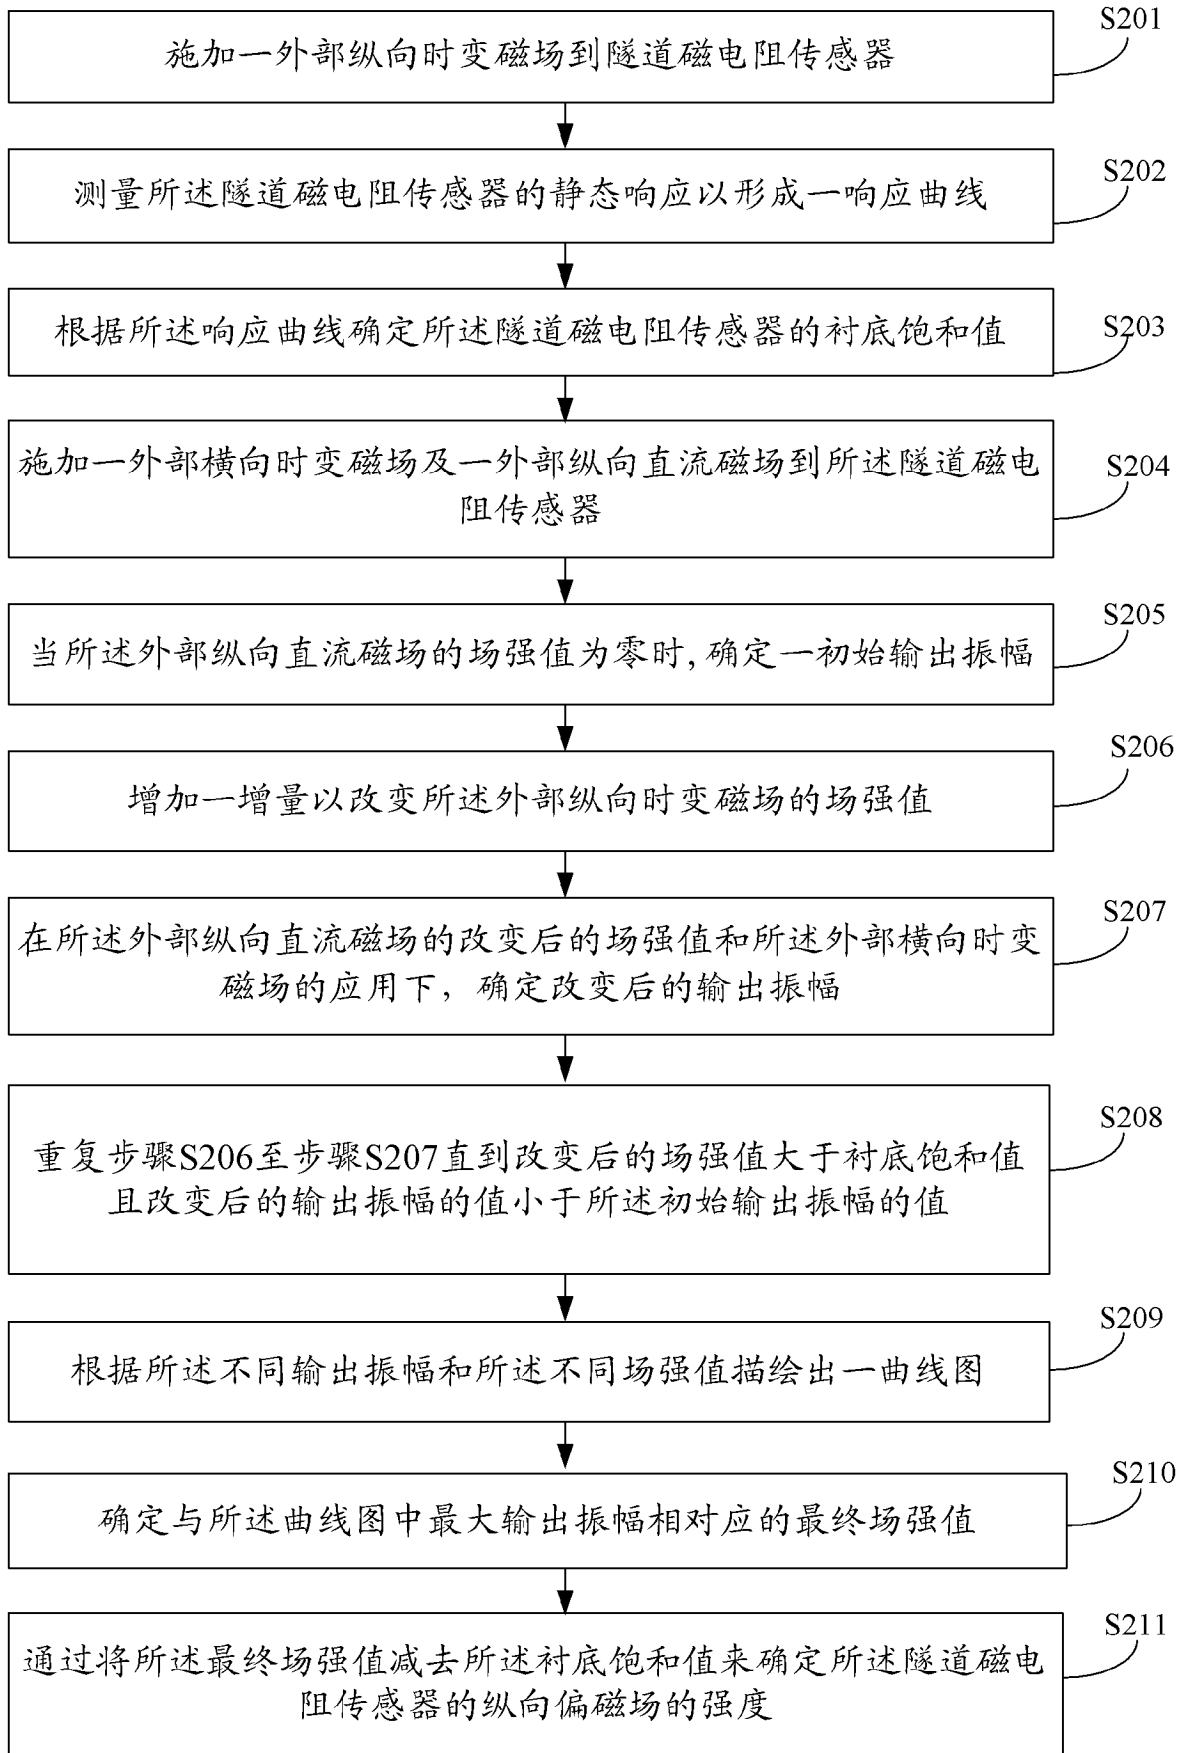 S201
施加一外部纵向时变磁场到隧道磁电阻传感器
S202
测量所述隧道磁电阻传感器的静态响应以形成一响应曲线
S203
根据所述响应曲线确定所述隧道磁电阻传感器的衬底饱和值
S204
施加一外部横向时变磁场及一外部纵向直流磁场到所述隧道磁电
阻传感器
S205
当所述外部纵向直流磁场的场强值为零时,确定一初始输出振幅
S206
增加一增量以改变所述外部纵向时变磁场的场强值
S207
在所述外部纵向直流磁场的改变后的场强值和所述外部横向时变
磁场的应用下，确定改变后的输出振幅
S208
重复步骤S206至步骤S207直到改变后的场强值大于衬底饱和值
且改变后的输出振幅的值小于所述初始输出振幅的值
S209
根据所述不同输出振幅和所述不同场强值描绘出一曲线图
S210
确定与所述曲线图中最大输出振幅相对应的最终场强值
S211
通过将所述最终场强值减去所述衬底饱和值来确定所述隧道磁电
阻传感器的纵向偏磁场的强度